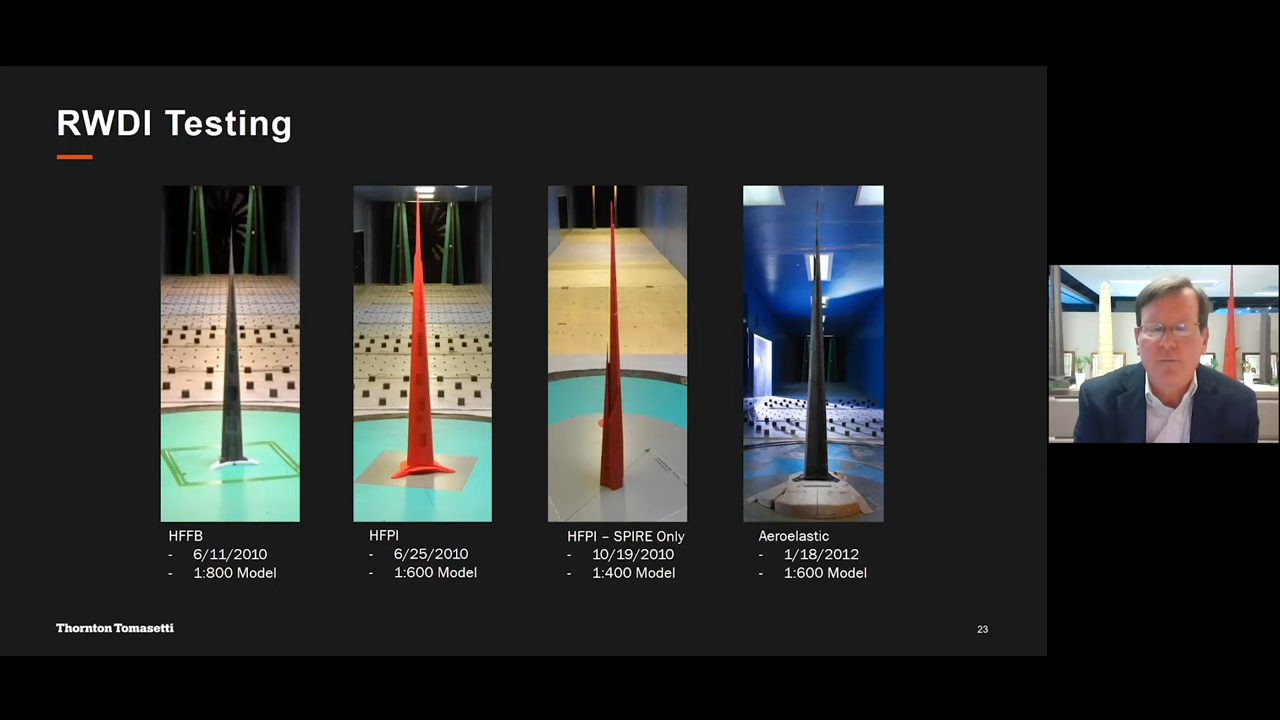 RWDI Testing
HFFB
- 6/11/2010
- 1:800 Model
HFPI
- 6/25/2010
- 1:600 Model
HFPI – SPIRE Only
- 10/19/2010
- 1:400 Model
Aeroelastic
- 1/18/2012
- 1:600 Model
Thornton Tomasetti
23